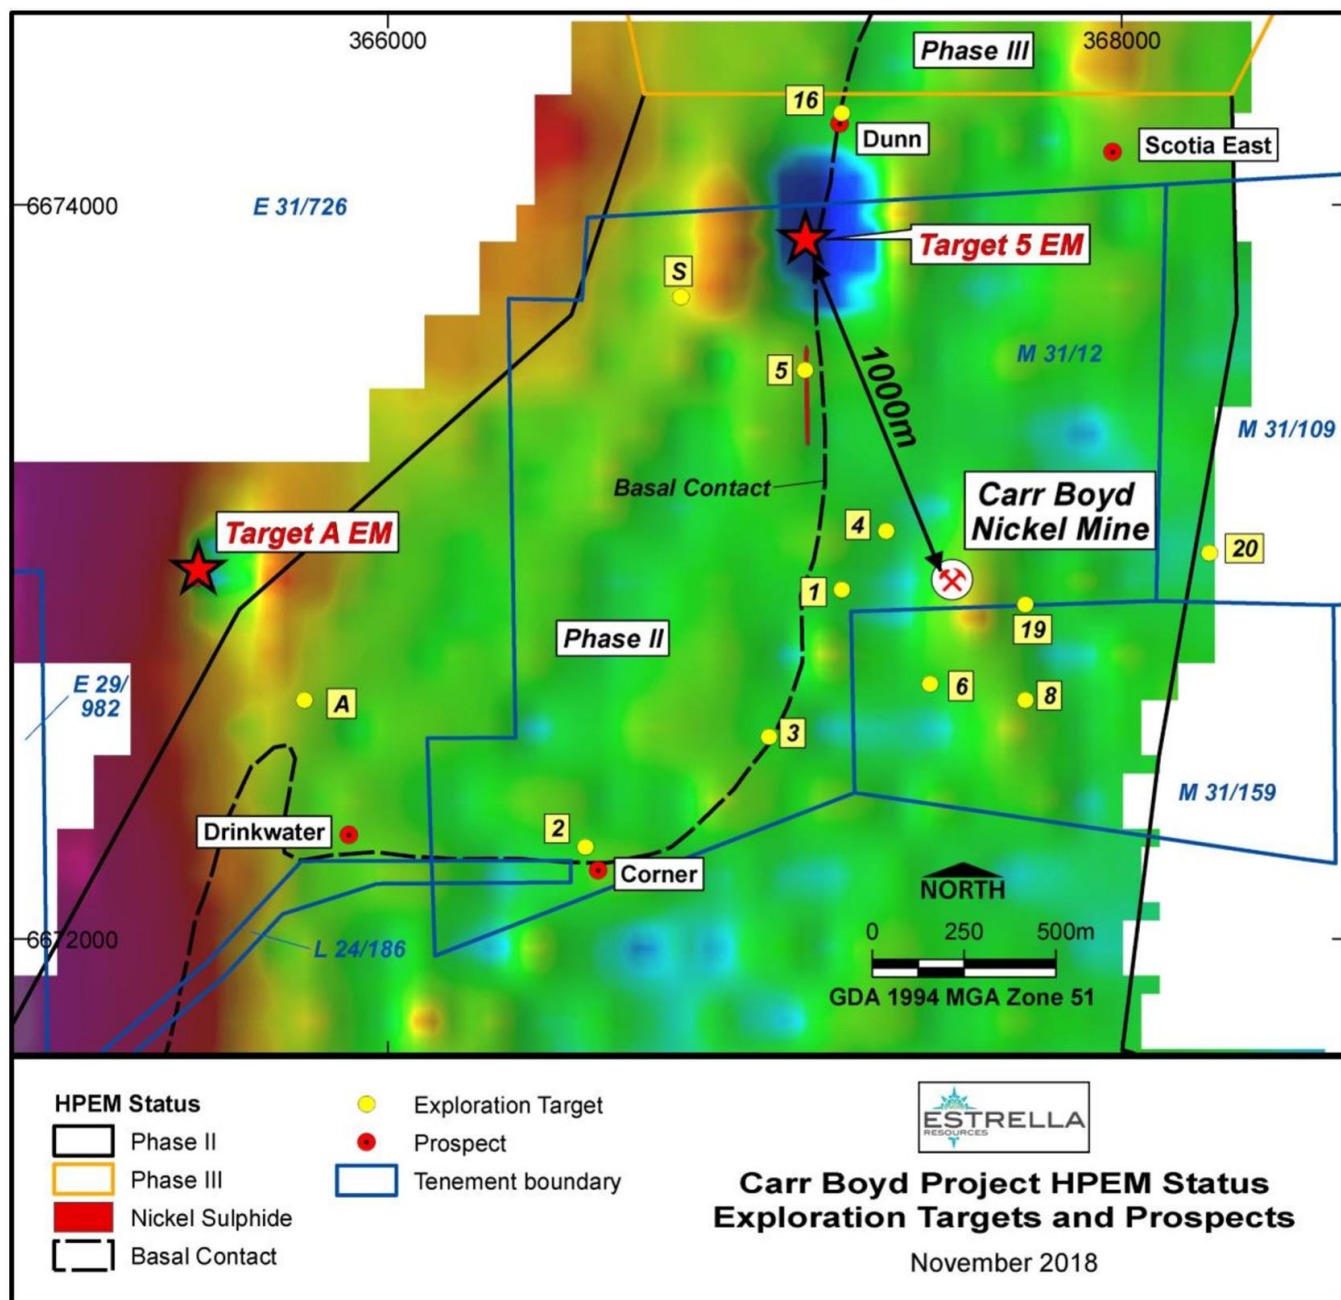 366000
368000
Phase III
16
Dunn
Scotia East
6674000
E 31/726
Target 5 EM
S
M 31/12
5
1000m
M 31/109
Basal Contact
Carr Boyd
Nickel Mine
Target A EM
4
20
1
19
Phase II
E 29/
982
A
6
8
3
M 31/159
Drinkwater
2
Corner
NORTH
6672000
L 24/186
0 250 500m
GDA 1994 MGA Zone 51
HPEM Status
Phase II
Phase III
Nickel Sulphide
Basal Contact
Exploration Target
Prospect
Tenement boundary
ESTRELLA
RESOURCES
Carr Boyd Project HPEM Status
Exploration Targets and Prospects
November 2018